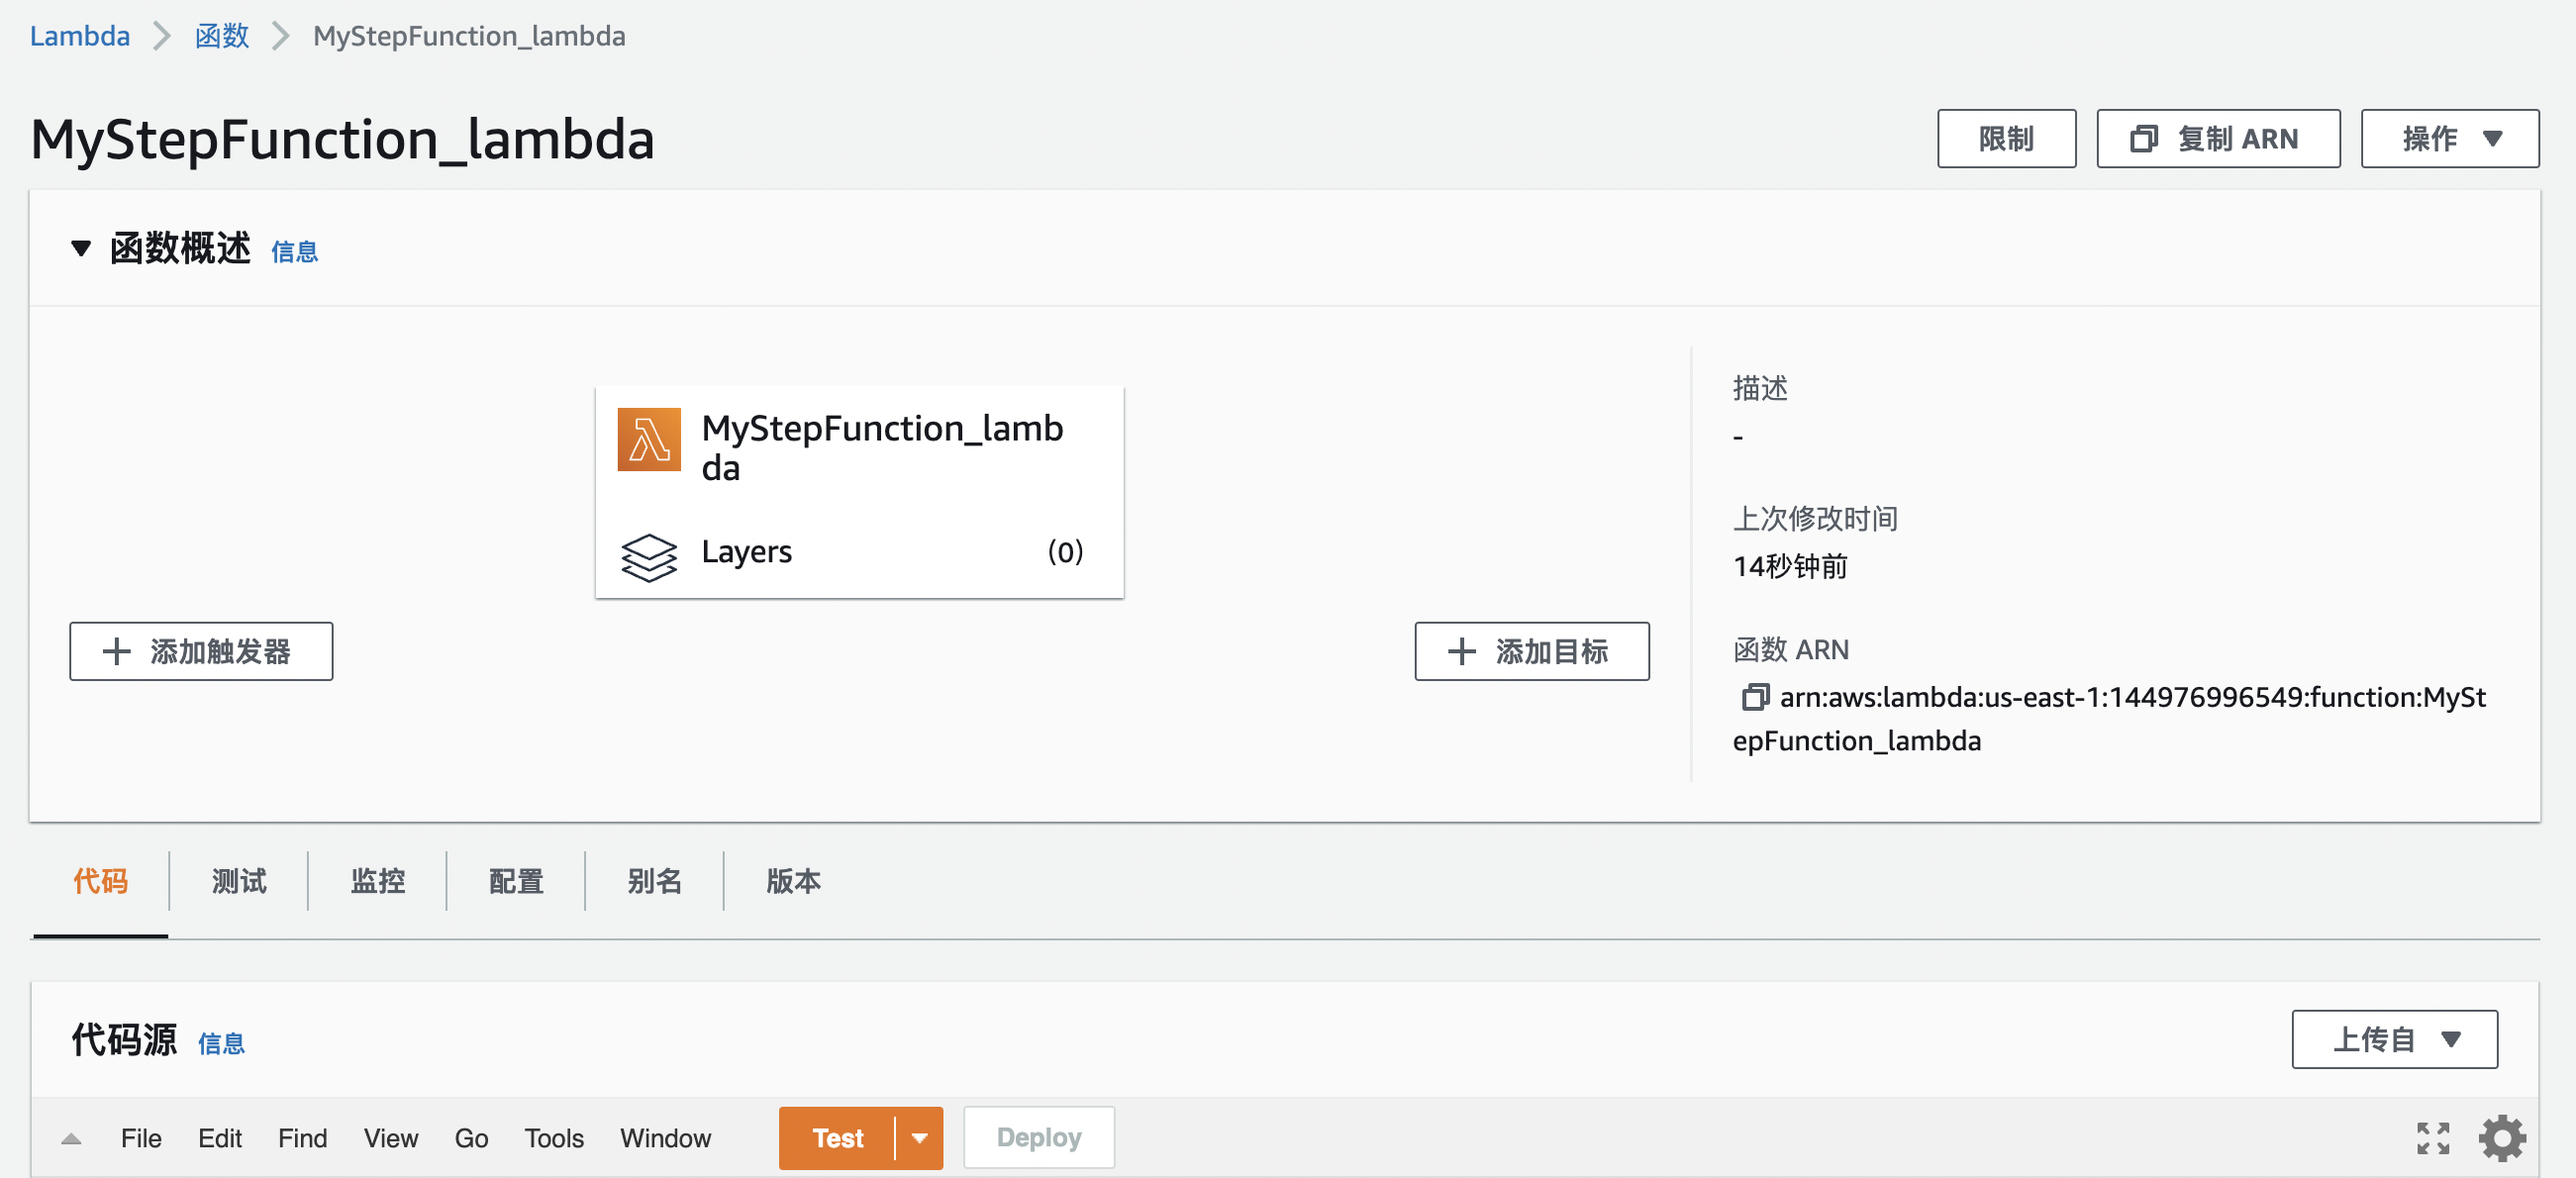 Lambda 函数 MyStepFunction_lambda
MyStepFunction_lambda
限制 复制 ARN 操作
函数概述 信息
MyStepFunction_lamb
da
Layers (0)
添加触发器
添加目标
描述
-
上次修改时间
14秒钟前
函数 ARN
arn:aws:lambda:us-east-1:144976996549:function:MySt
epFunction_lambda
代码 测试 监控 配置 别名 版本
代码源 信息
上传自
File Edit Find View Go Tools Window Test Deploy